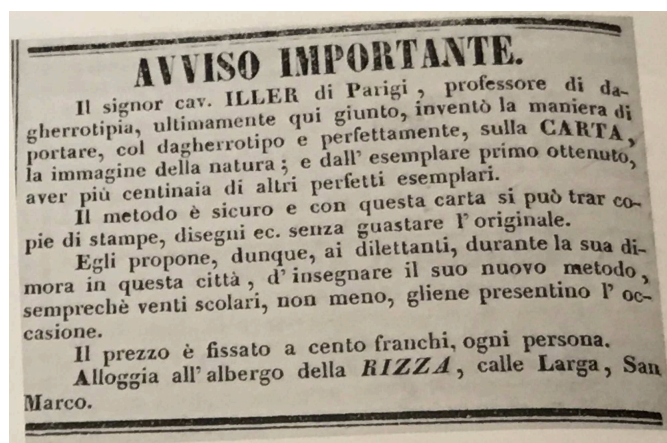 AVVISO IMPORTANTE.
Il signor cav. ILLER di Parigi, professore di da-
gherrotipia, ultimamente qui giunto, inventò la maniera di
portare, col dagherrotipo e perfettamente, sulla CARTA,
la immagine della natura; e dall' esemplare primo ottenuto,
aver più centinaia di altri perfetti esemplari.
Il metodo è sicuro e con questa carta si può trar co-
pie di stampe, disegni ec. senza guastare l' originale.
Egli propone, dunque, ai dilettanti, durante la sua di-
mora in questa città, d' insegnare il suo nuovo metodo,
semprechè venti scolari, non meno, gliene presentino l' oc-
casione.
Il prezzo è fissato a cento franchi, ogni persona.
Alloggia all' albergo della RIZZA, calle Larga, San
Marco.